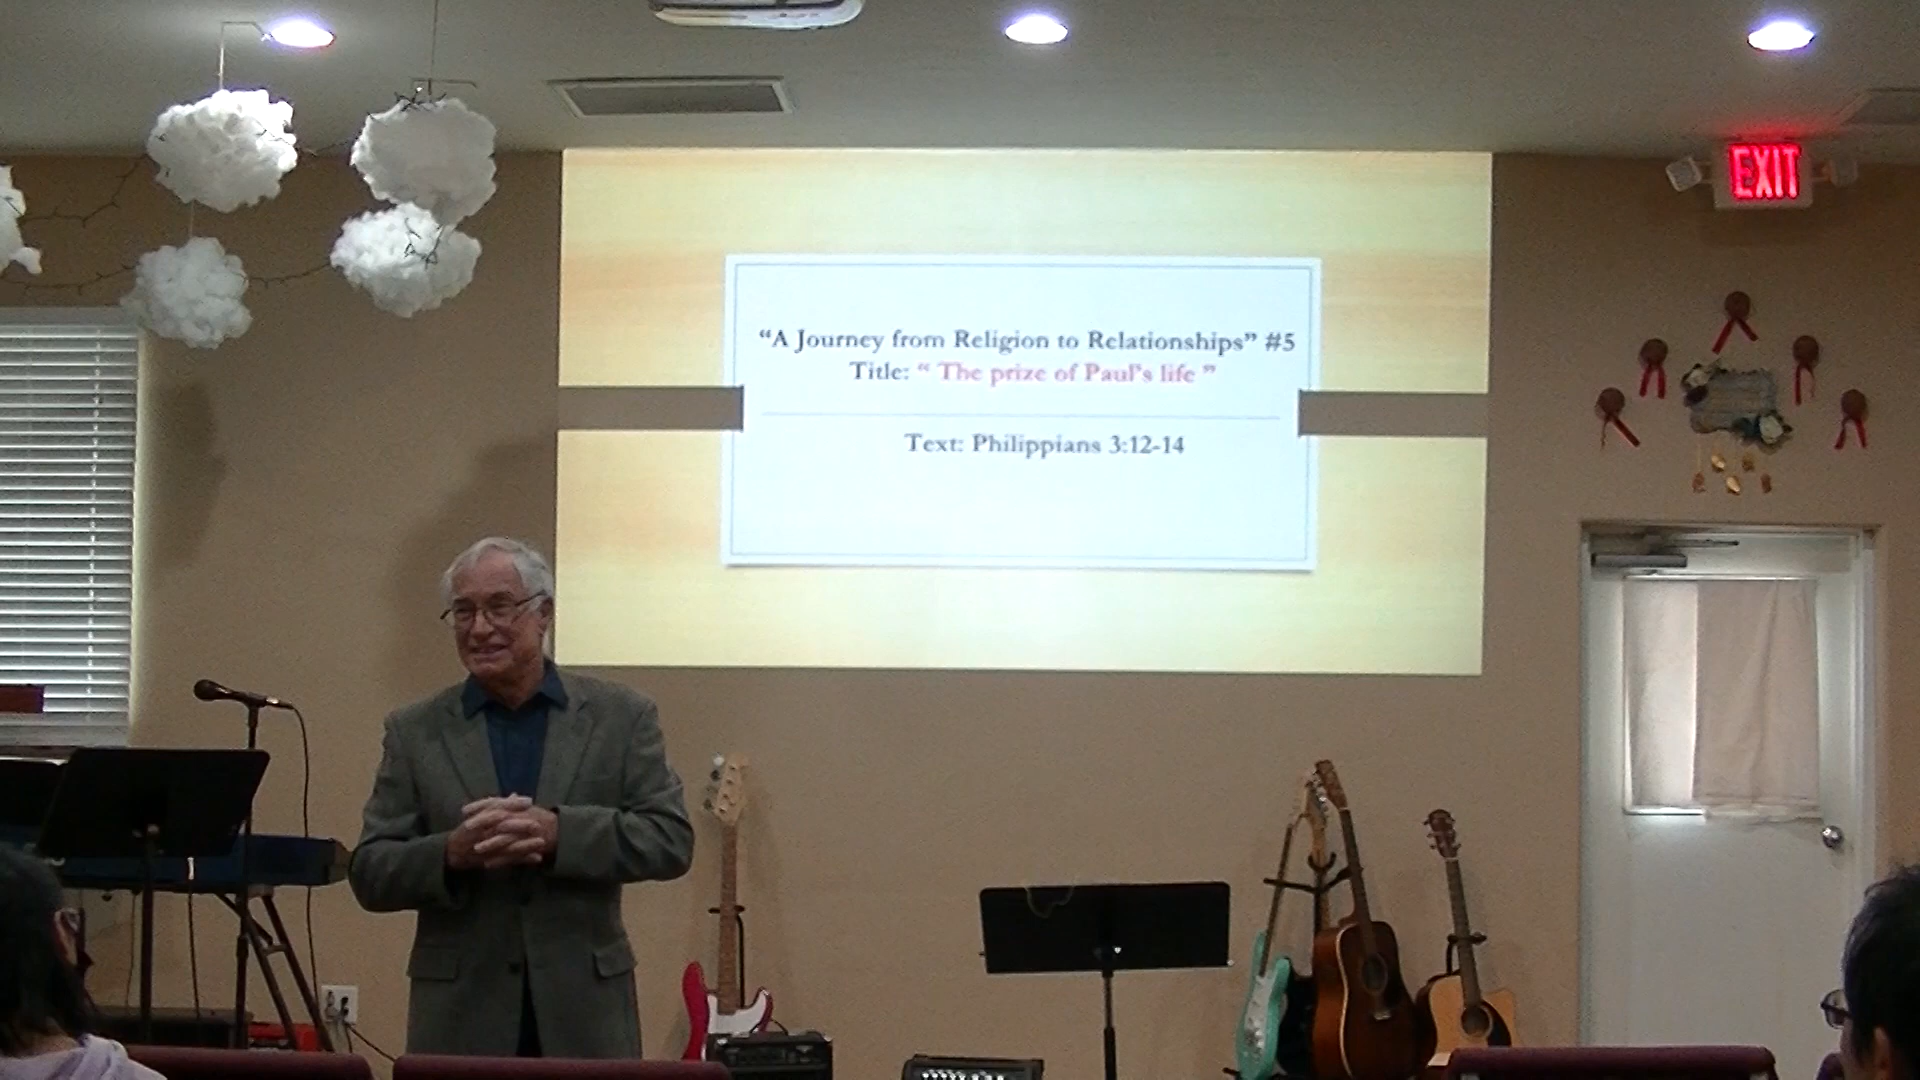 “A Journey from Religion to Relationships” #5
Title: “ The prize of Paul's life ”
Text: Philippians 3:12-14
EXIT